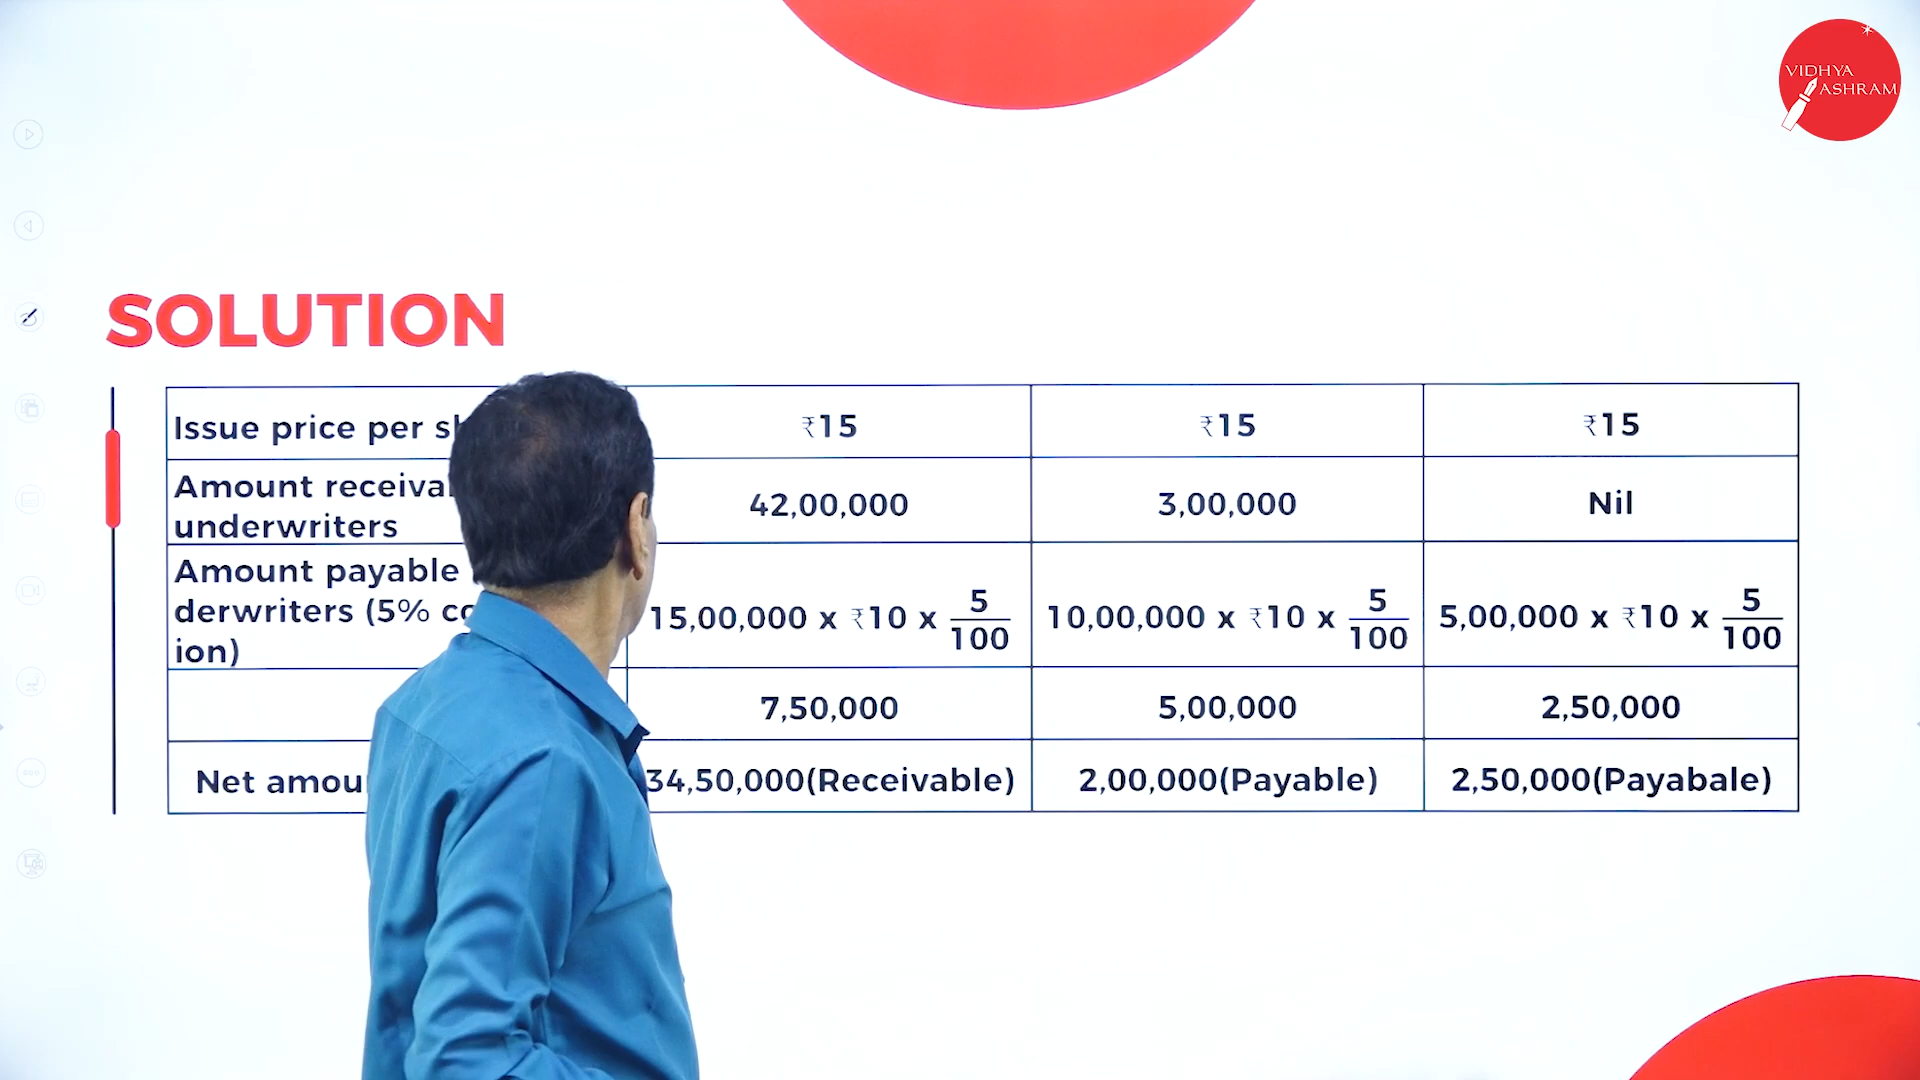 VIDHYA
ASHRAM
SOLUTION
Issue price per ₹15 ₹15 ₹15
Amount 42,00,000 3,00,000 Nil
underwriters
Amount payable
derwriters (5% 15,00,000 x ₹10 x 5/100 10,00,000 x ₹10 x 5/100 5,00,000 x ₹10 x 5/100
ion)
7,50,000 5,00,000 2,50,000
Net 34,50,000(Receivable) 2,00,000(Payable) 2,50,000(Payabale)